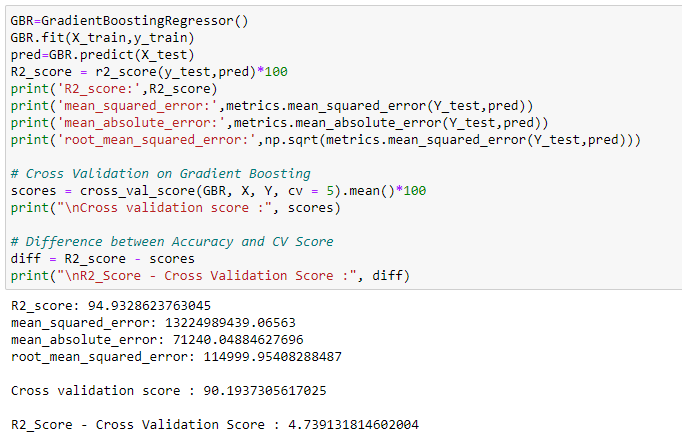 GBR=GradientBoostingRegressor()
GBR.fit(X_train,y_train)
pred=GBR.predict(X_test)
R2_score = r2_score(y_test,pred)*100
print('R2_score:',R2_score)
print('mean_squared_error:',metrics.mean_squared_error(Y_test,pred))
print('mean_absolute_error:',metrics.mean_absolute_error(Y_test,pred))
print('root_mean_squared_error:',np.sqrt(metrics.mean_squared_error(Y_test,pred)))
# Cross Validation on Gradient Boosting
scores = cross_val_score(GBR, X, Y, cv = 5).mean()*100
print("\nCross validation score :", scores)
# Difference between Accuracy and CV Score
diff = R2_score - scores
print("\nR2_Score - Cross Validation Score :", diff)
R2_score: 94.9328623763045
mean_squared_error: 13224989439.06563
mean_absolute_error: 71240.04884627696
root_mean_squared_error: 114999.95408288487
Cross validation score : 90.1937305617025
R2_Score - Cross Validation Score : 4.739131814602004